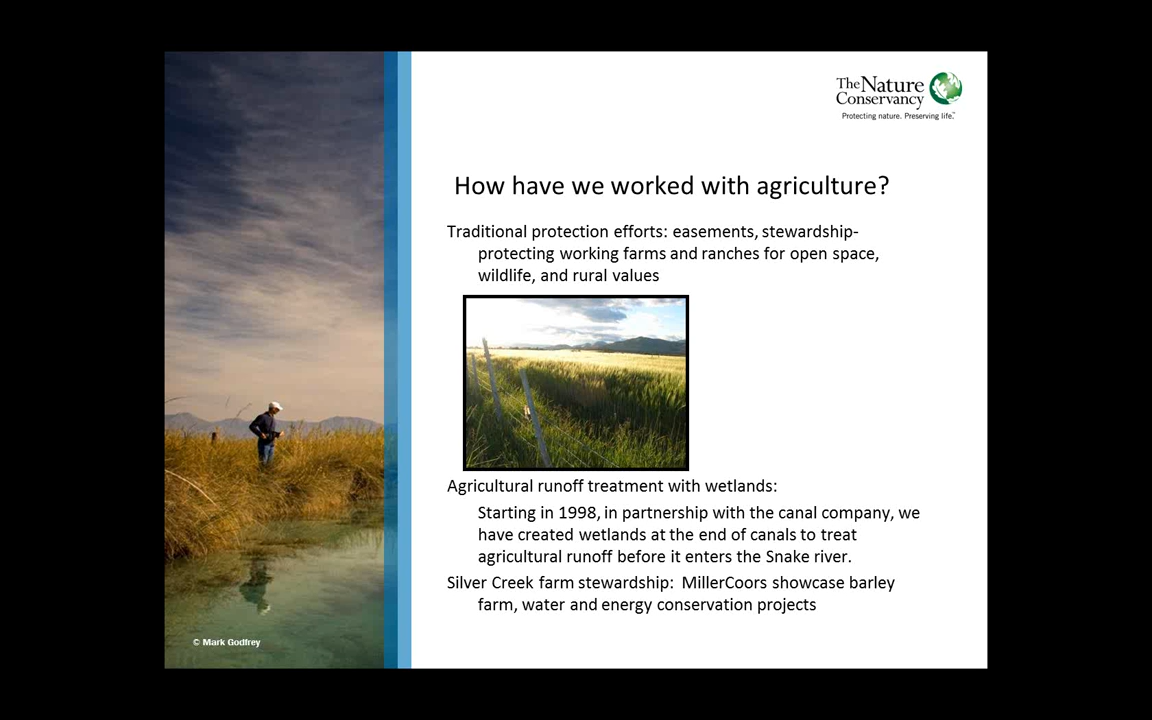 The Nature
Conservancy
Protecting nature. Preserving life.™
How have we worked with agriculture?
Traditional protection efforts: easements, stewardship-
protecting working farms and ranches for open space,
wildlife, and rural values
Agricultural runoff treatment with wetlands:
Starting in 1998, in partnership with the canal company, we
have created wetlands at the end of canals to treat
agricultural runoff before it enters the Snake river.
Silver Creek farm stewardship: MillerCoors showcase barley
farm, water and energy conservation projects
© Mark Godfrey